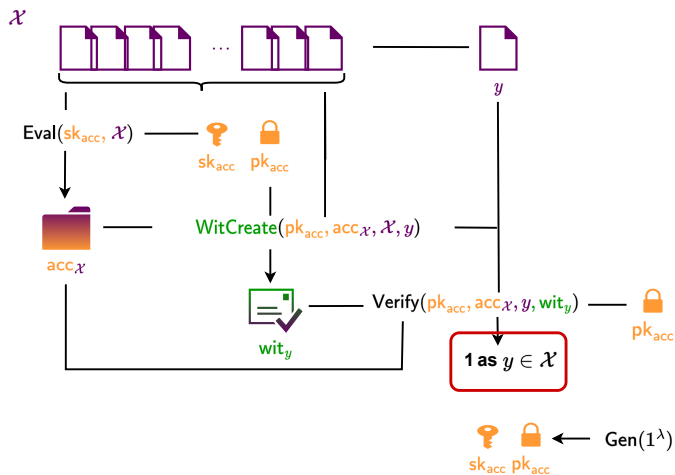 𝒳
...
y
Eval(sk_acc, 𝒳)
sk_acc pk_acc
WitCreate(pk_acc, acc_𝒳, 𝒳, y)
acc_𝒳
Verify(pk_acc, acc_𝒳, y, wit_y)
pk_acc
wit_y
1 as y ∈ 𝒳
Gen(1^λ)
sk_acc pk_acc